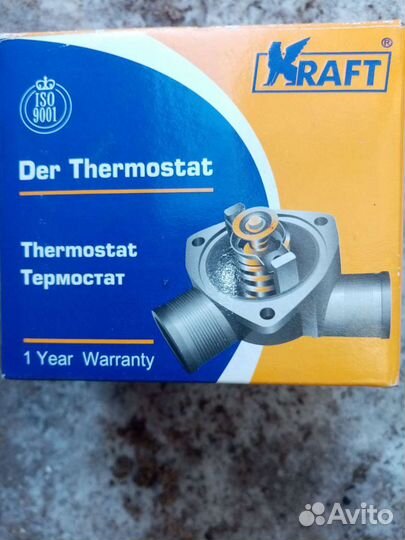 KRAFT®
ISO
9001
Der Thermostat
Thermostat
Термостат
1 Year Warranty
Avito